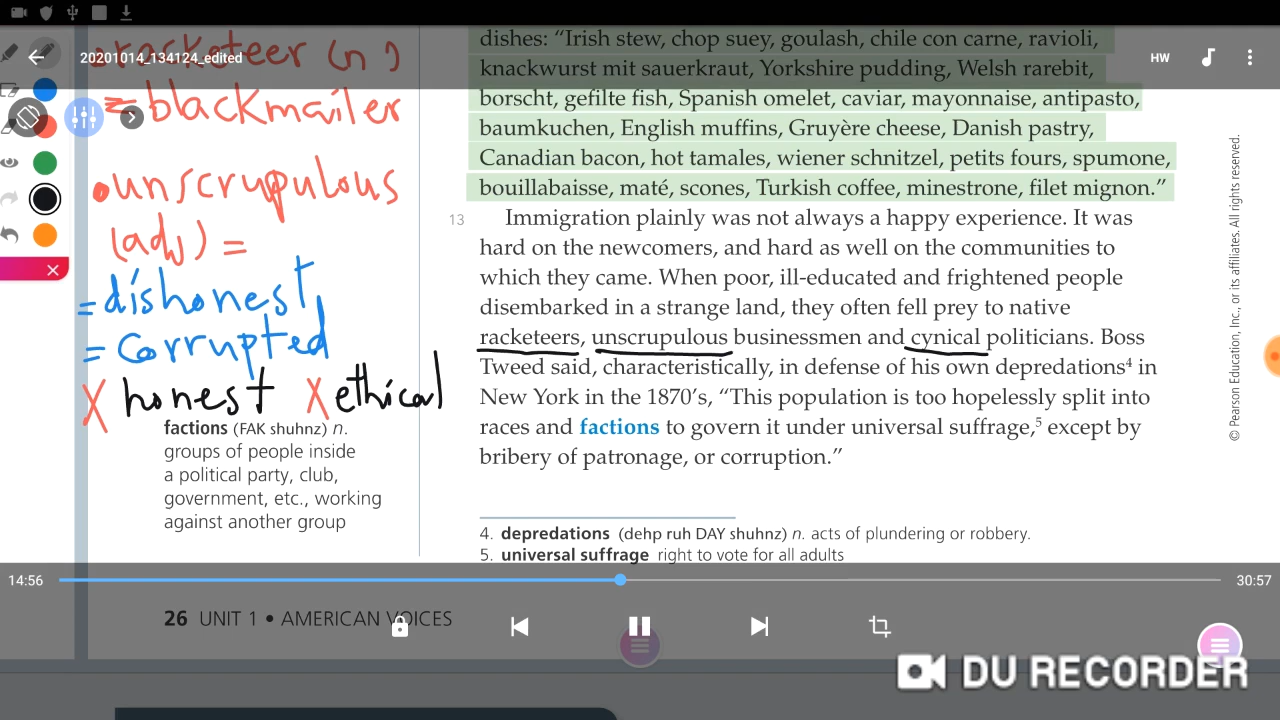 20201014_134124_edited
HW
racketeer (n)
= blackmailer
unscrupulous
(adj) =
= dishonest
= corrupted
X honest X ethical
factions (FAK shuhnz) n.
groups of people inside
a political party, club,
government, etc., working
against another group
dishes: “Irish stew, chop suey, goulash, chile con carne, ravioli,
knackwurst mit sauerkraut, Yorkshire pudding, Welsh rarebit,
borscht, gefilte fish, Spanish omelet, caviar, mayonnaise, antipasto,
baumkuchen, English muffins, Gruyère cheese, Danish pastry,
Canadian bacon, hot tamales, wiener schnitzel, petits fours, spumone,
bouillabaisse, maté, scones, Turkish coffee, minestrone, filet mignon.”
13 Immigration plainly was not always a happy experience. It was
hard on the newcomers, and hard as well on the communities to
which they came. When poor, ill-educated and frightened people
disembarked in a strange land, they often fell prey to native
racketeers, unscrupulous businessmen and cynical politicians. Boss
Tweed said, characteristically, in defense of his own depredations4 in
New York in the 1870’s, “This population is too hopelessly split into
races and factions to govern it under universal suffrage,5 except by
bribery of patronage, or corruption.”
4. depredations (dehp ruh DAY shuhnz) n. acts of plundering or robbery.
5. universal suffrage right to vote for all adults
© Pearson Education, Inc., or its affiliates. All rights reserved.
14:56
30:57
26 UNIT 1 • AMERICAN VOICES
DU RECORDER